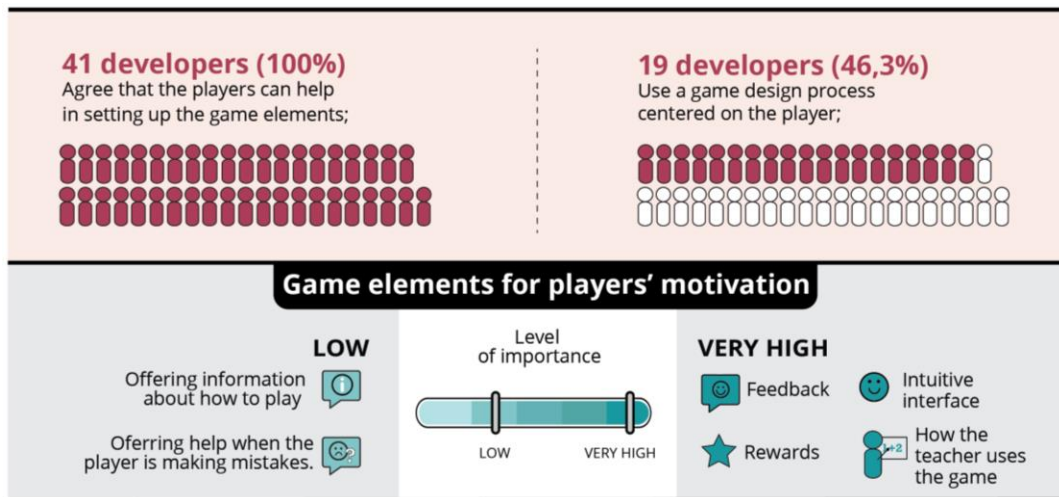 41 developers (100%)
Agree that the players can help
in setting up the game elements;
19 developers (46,3%)
Use a game design process
centered on the player;
Game elements for players' motivation
LOW
Offering information
about how to play
Oferring help when the
player is making mistakes.
Level
of importance
LOW
VERY HIGH
VERY HIGH
Feedback
Intuitive
interface
Rewards
1+2
How the
teacher uses
the game